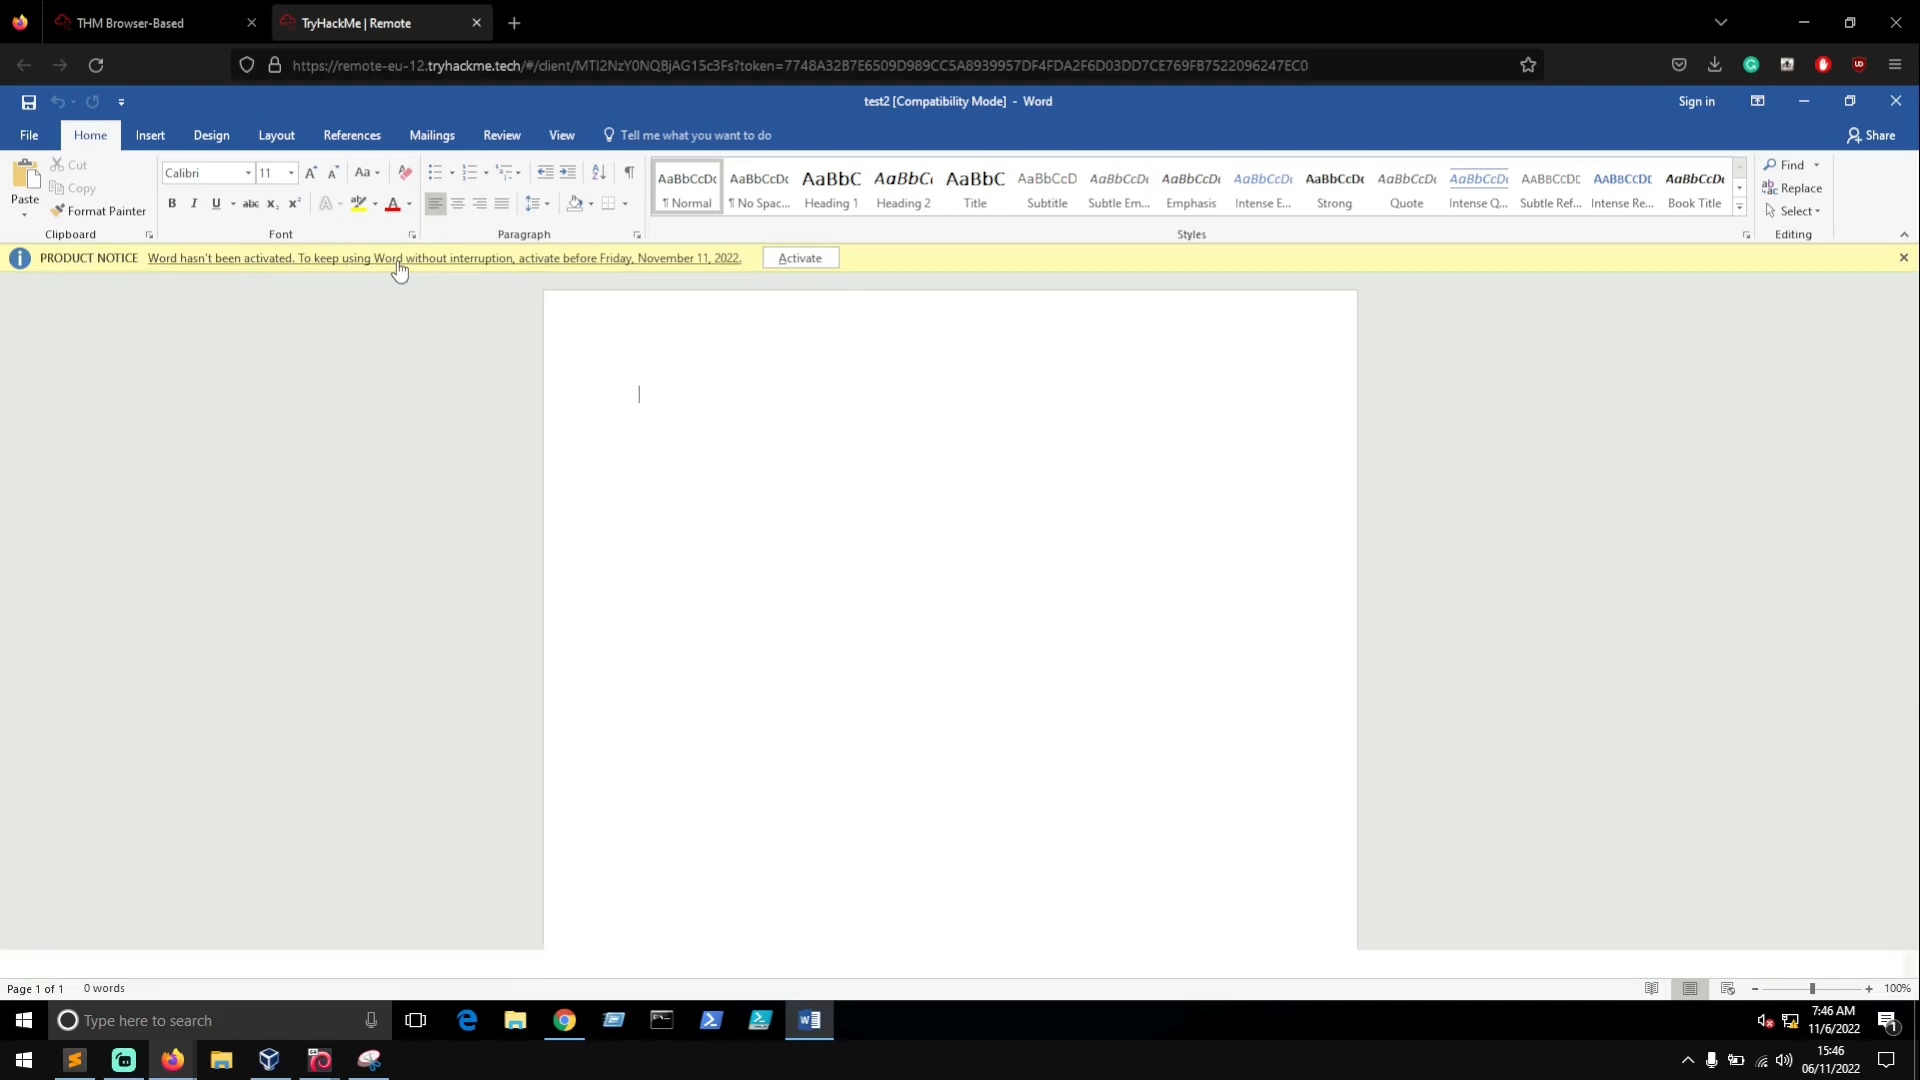 THM Browser-Based
TryHackMe | Remote
https://remote-eu-12.tryhackme.tech/#/client/MTI2NzY0NQBjAG15c3Fs?token=7748A32B7E6509D989CC5A8939957DF4FDA2F6D03DD7CE769FB7522096247EC0
test2 [Compatibility Mode] - Word
Sign in
File Home Insert Design Layout References Mailings Review View Tell me what you want to do Share
Paste Cut
Copy
Format Painter
Clipboard
Calibri 11 Aa
B I U abc x2 x2 A A
Font
Paragraph
AaBbCcDc AaBbCcDc AaBbC AaBbC AaBbC AaBbCcD AaBbCcDc AaBbCcDc AaBbCcDc AaBbCcDc AaBbCcDc AaBbCcDc AABBCCDC AABBCCDC AaBbCcDc
¶ Normal ¶ No Spac... Heading 1 Heading 2 Title Subtitle Subtle Em... Emphasis Intense E... Strong Quote Intense Q... Subtle Ref... Intense Re... Book Title
Styles
Find
Replace
Select
Editing
PRODUCT NOTICE Word hasn't been activated. To keep using Word without interruption, activate before Friday, November 11, 2022. Activate
Page 1 of 1 0 words
100%
Type here to search
7:46 AM
11/6/2022
1
15:46
06/11/2022